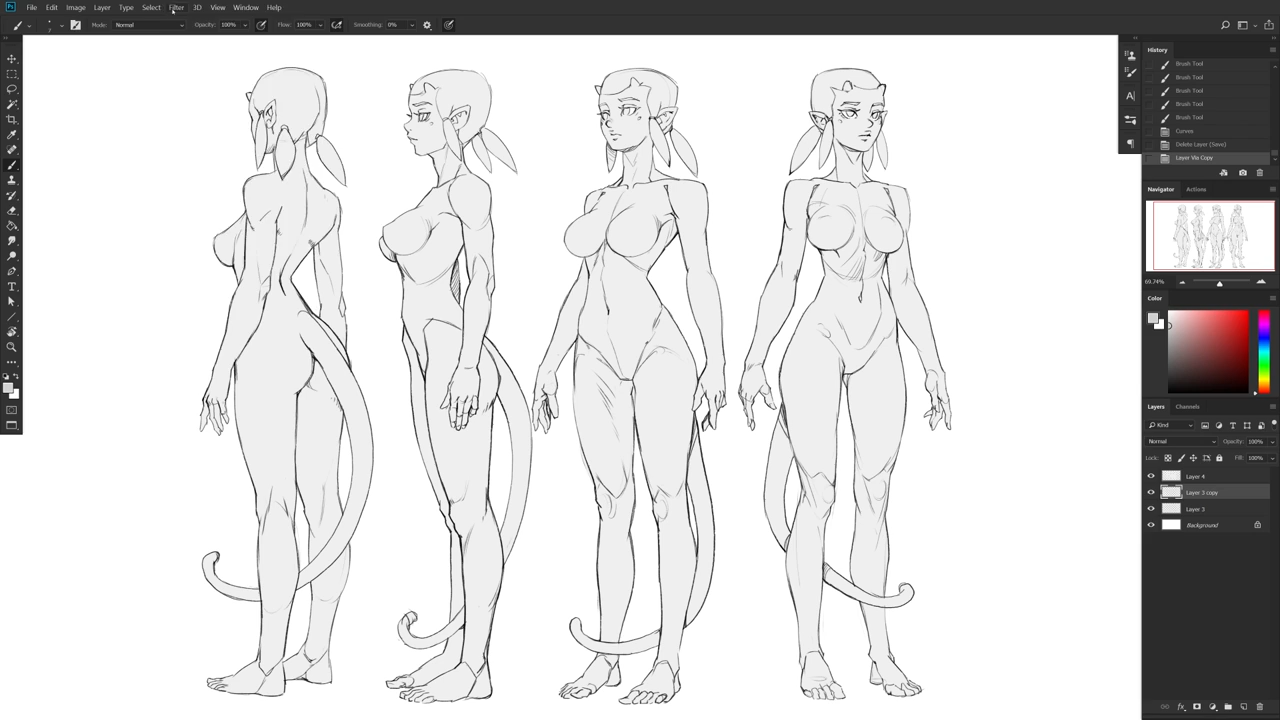 Ps File Edit Image Layer Type Select Filter 3D View Window Help
7 Mode: Normal Opacity: 100% Flow: 100% Smoothing: 0%
History
Brush Tool
Brush Tool
Brush Tool
Brush Tool
Brush Tool
Curves
Delete Layer (Save)
Layer Via Copy
Navigator Actions
69.74%
Color
Layers Channels
Kind
Normal Opacity: 100%
Lock: Fill: 100%
Layer 4
Layer 3 copy
Layer 3
Background